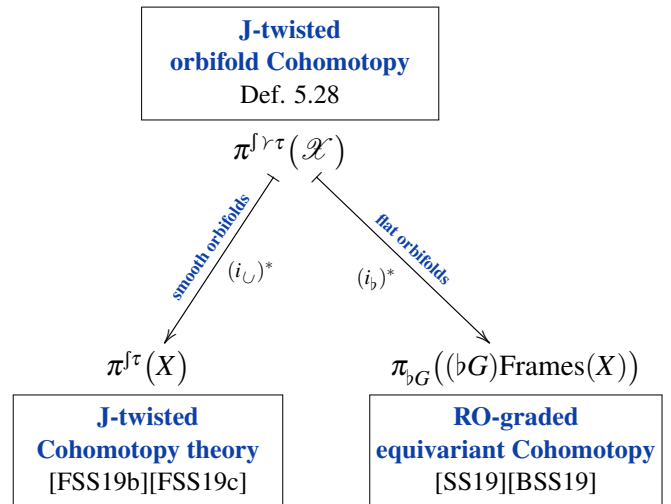 J-twisted
orbifold Cohomotopy
Def. 5.28
π^{ʃ ⋎ τ}(𝒳)
smooth orbifolds
(i_∪)^*
(i_♭)^*
flat orbifolds
π^{ʃτ}(X)
π_{♭G}((♭G)Frames(X))
J-twisted
Cohomotopy theory
[FSS19b][FSS19c]
RO-graded
equivariant Cohomotopy
[SS19][BSS19]